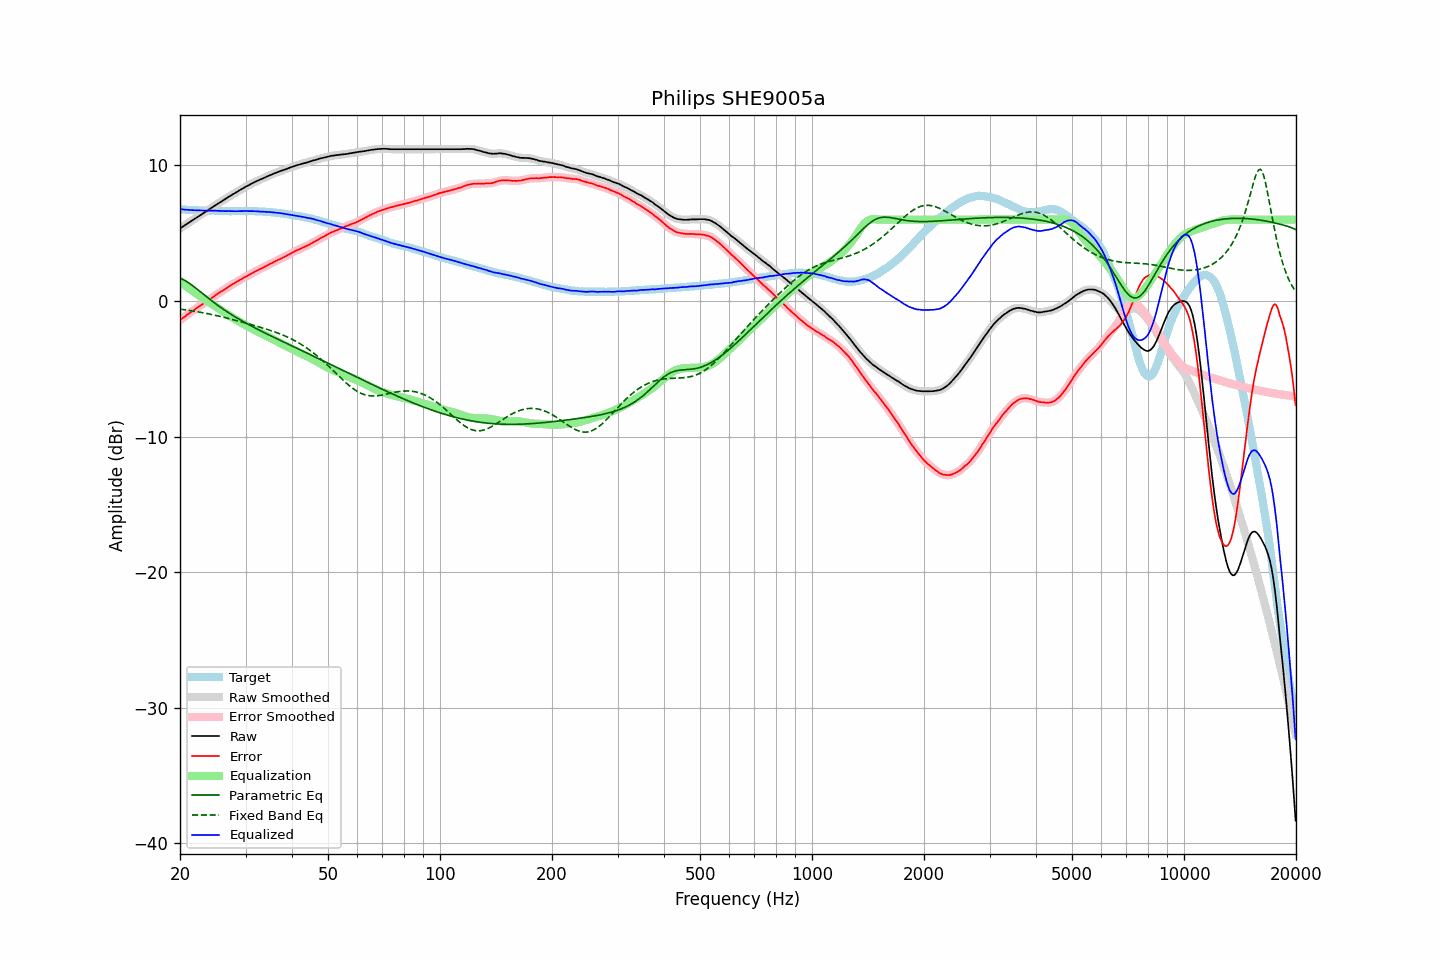 Philips SHE9005a
Amplitude (dBr)
10
0
−10
−20
−30
−40
Target
Raw Smoothed
Error Smoothed
Raw
Error
Equalization
Parametric Eq
Fixed Band Eq
Equalized
20 50 100 200 500 1000 2000 5000 10000 20000
Frequency (Hz)